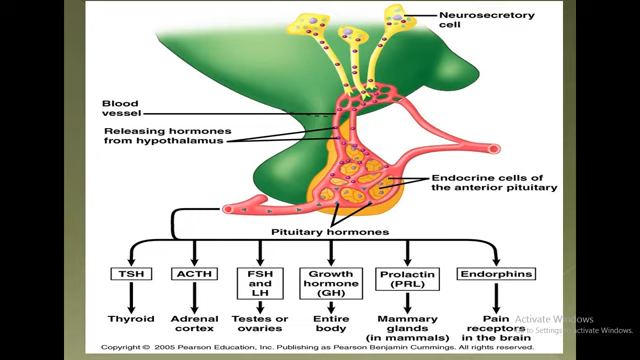 Neurosecretory
cell
Blood
vessel
Releasing hormones
from hypothalamus
Endocrine cells of
the anterior pituitary
Pituitary hormones
TSH
ACTH
FSH
and
LH
Growth
hormone
(GH)
Prolactin
(PRL)
Endorphins
Thyroid
Adrenal
cortex
Testes or
ovaries
Entire
body
Mammary
glands
(in mammals)
Pain
receptors
in the brain
Activate Windows
Go to Settings to activate Windows.
Copyright © 2005 Pearson Education, Inc. Publishing as Pearson Benjamin Cummings. All rights reserved.